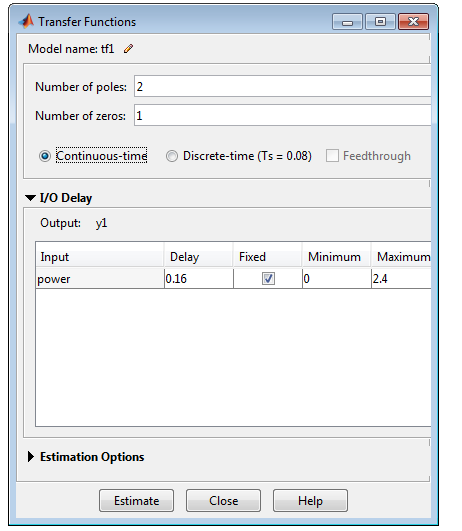 Transfer Functions
Model name: tf1
Number of poles: 2
Number of zeros: 1
Continuous-time Discrete-time (Ts = 0.08) Feedthrough
I/O Delay
Output: y1
Input Delay Fixed Minimum Maximum
power 0.16 0 2.4
Estimation Options
Estimate Close Help